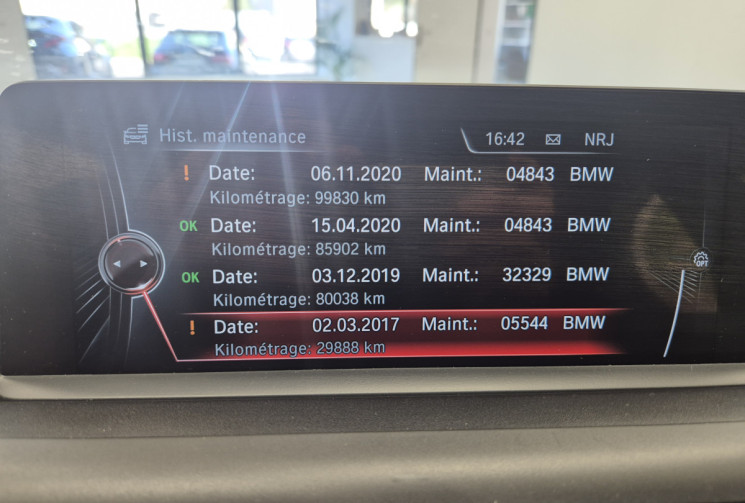 Hist. maintenance 16:42 NRJ
! Date: 06.11.2020 Maint.: 04843 BMW
Kilométrage: 99830 km
OK Date: 15.04.2020 Maint.: 04843 BMW
Kilométrage: 85902 km
OK Date: 03.12.2019 Maint.: 32329 BMW
Kilométrage: 80038 km
! Date: 02.03.2017 Maint.: 05544 BMW
Kilométrage: 29888 km
OPT